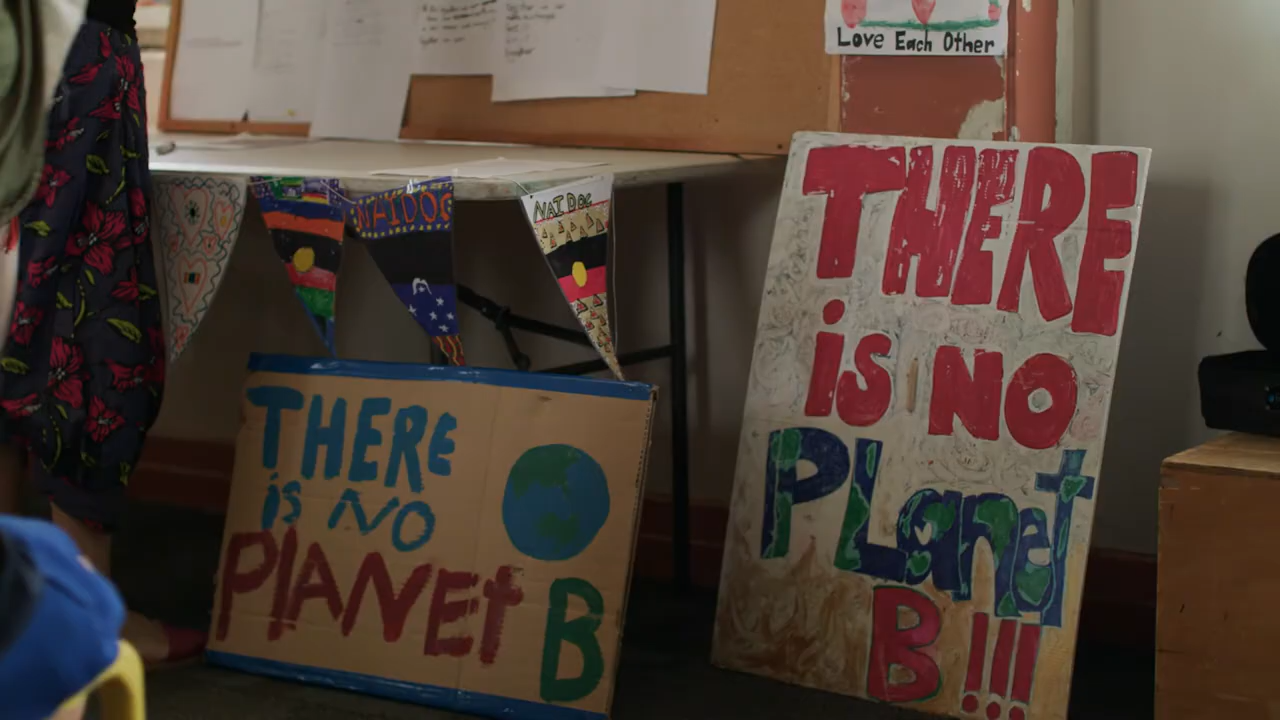 Love Each Other
NAIDOC
NAIDOC
THERE
is NO
PlANEt
B
THERE
is NO
PLanet
B!!!